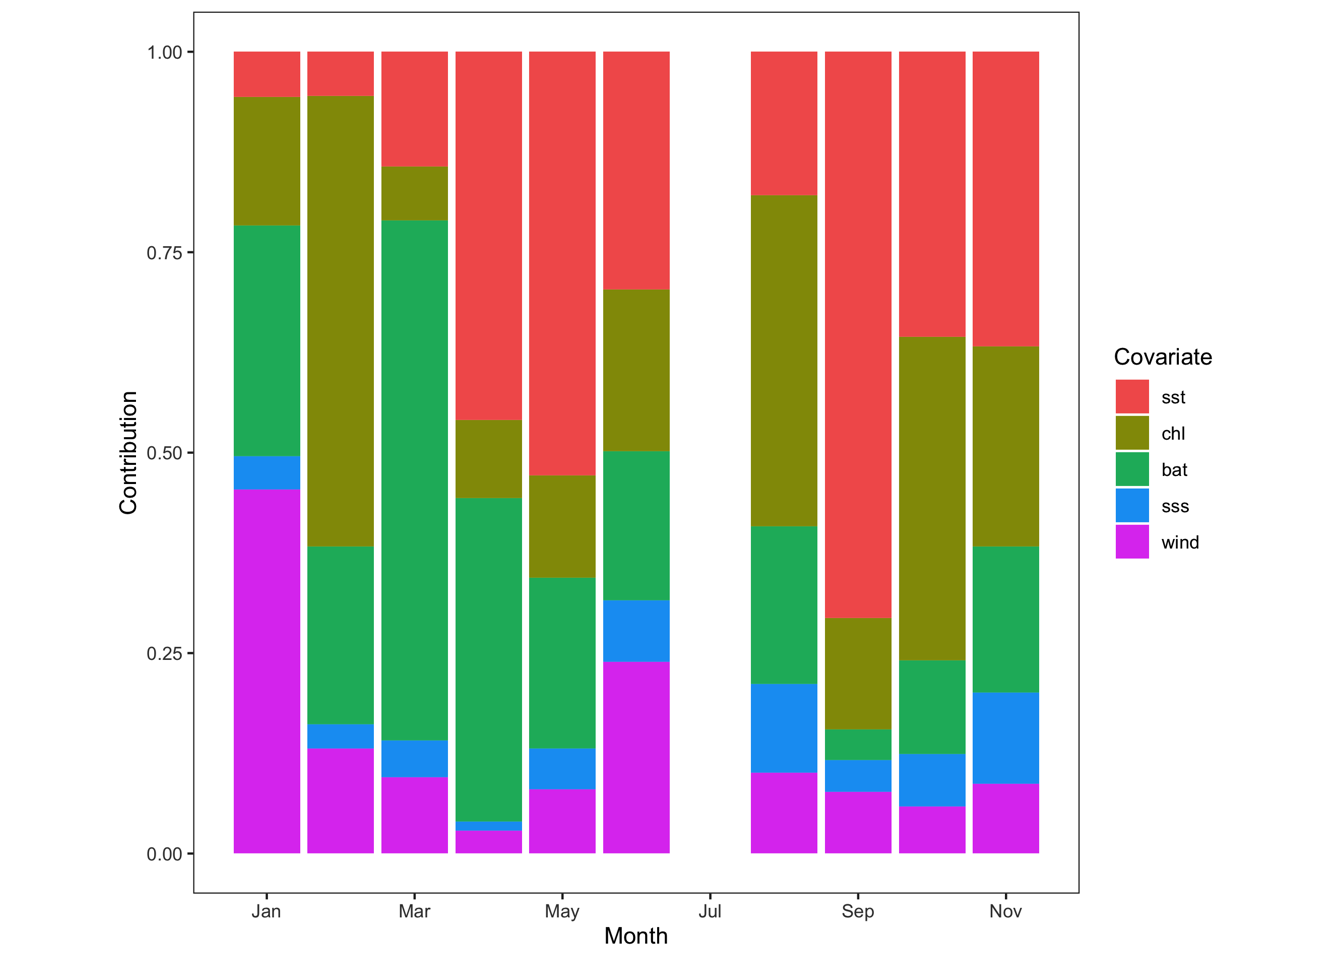 1.00
0.75
0.50
0.25
0.00
Contribution
Jan Mar May Jul Sep Nov
Month
Covariate
sst
chl
bat
sss
wind